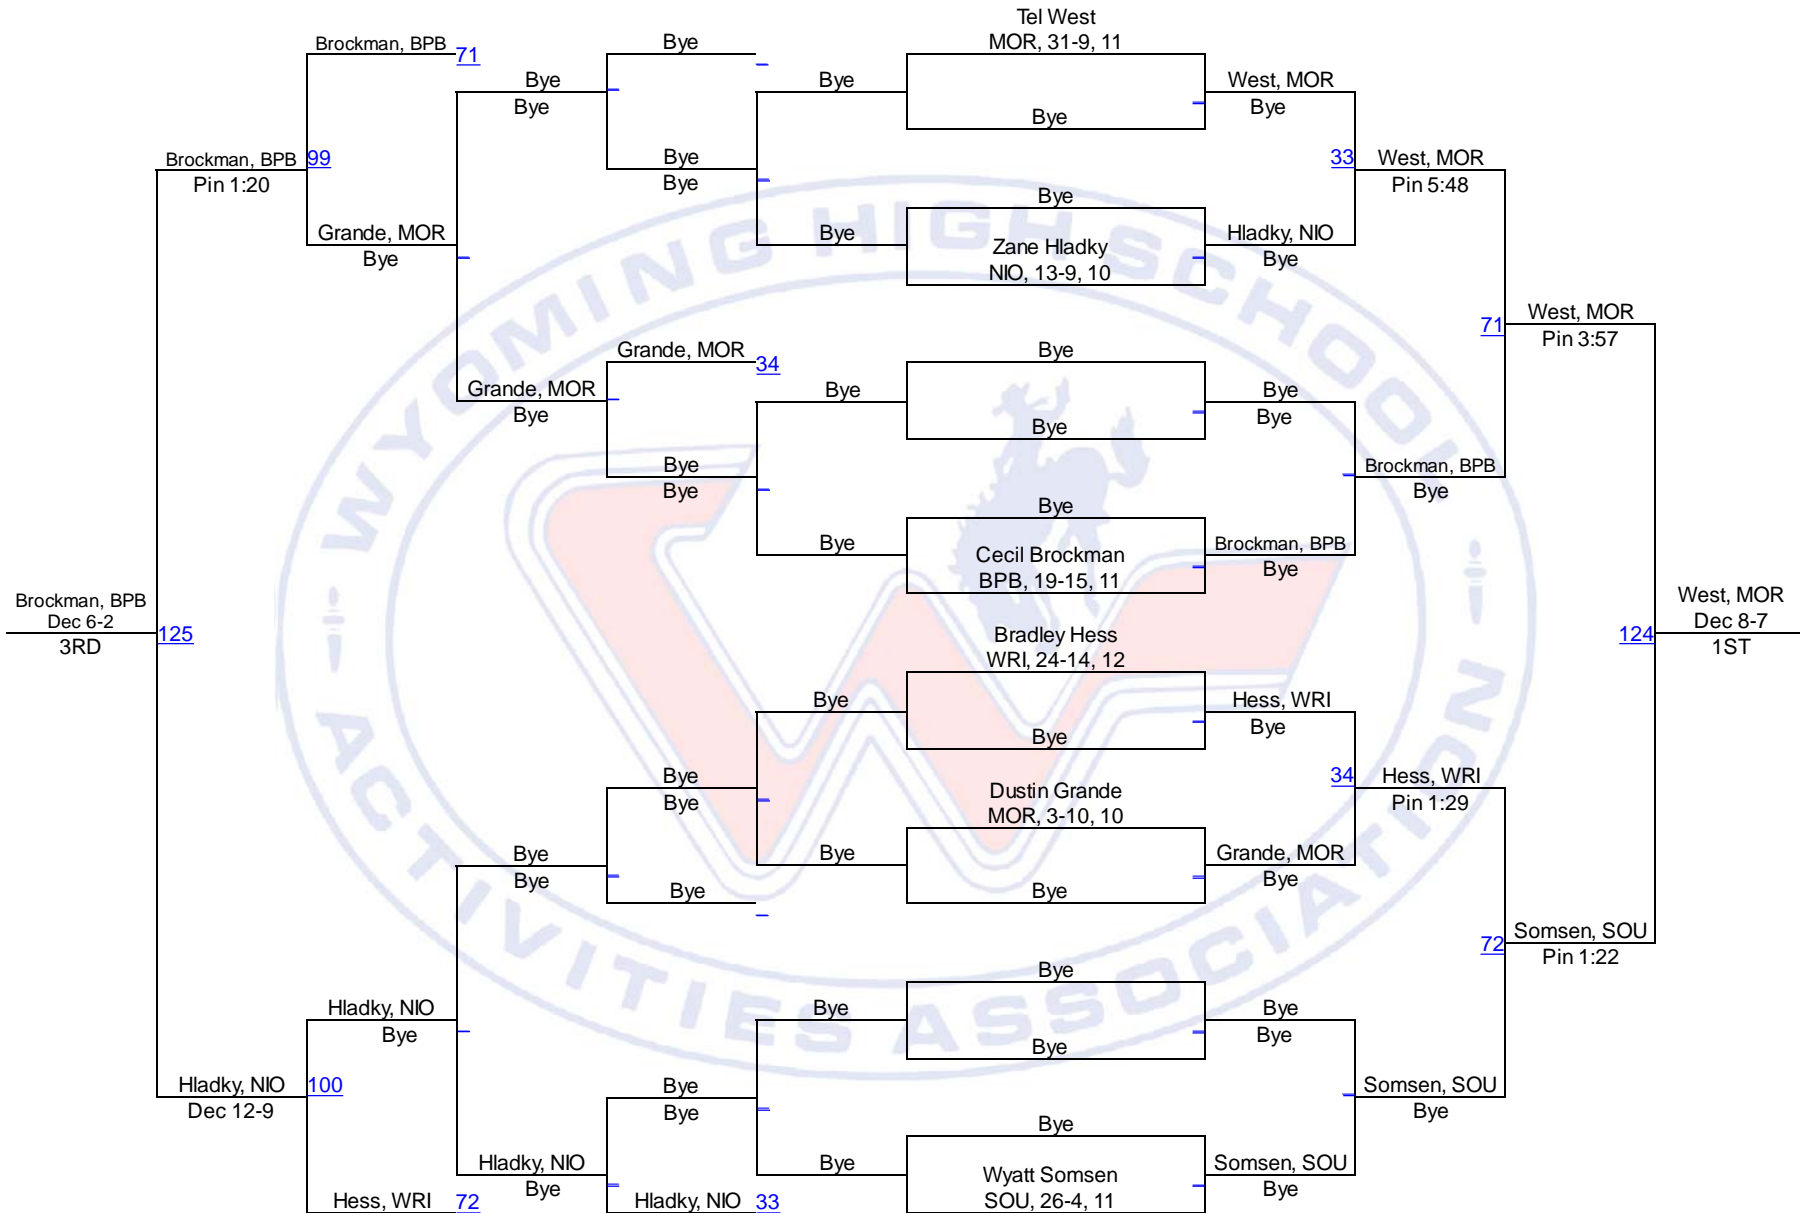 Tel West
MOR, 31-9, 11
Brockman, BPB
71
Bye
Bye
Bye
Bye
West, MOR
Bye
Bye
Bye
Brockman, BPB
99
Pin 1:20
Bye
Bye
33
West, MOR
Pin 5:48
Bye
Grande, MOR
Bye
Bye
Zane Hladky
NIO, 13-9, 10
Hladky, NIO
Bye
WYOMING HIGH SCHOOL
71
West, MOR
Pin 3:57
Grande, MOR
34
Bye
Grande, MOR
Bye
Bye
Bye
Bye
Bye
Bye
Bye
Brockman, BPB
Bye
Bye
Bye
Cecil Brockman
BPB, 19-15, 11
Brockman, BPB
Bye
Brockman, BPB
Dec 6-2
3RD
125
Bradley Hess
WRI, 24-14, 12
124
West, MOR
Dec 8-7
1ST
Bye
Hess, WRI
Bye
Bye
Bye
Bye
Dustin Grande
MOR, 3-10, 10
34
Hess, WRI
Pin 1:29
Bye
Bye
Bye
Grande, MOR
Bye
Bye
Bye
72
Somsen, SOU
Pin 1:22
Bye
Hladky, NIO
Bye
Bye
Bye
Bye
Bye
ACTIVITIES ASSOCIATION
Hladky, NIO
100
Dec 12-9
Bye
Bye
Somsen, SOU
Bye
Bye
Hladky, NIO
Bye
Bye
Wyatt Somsen
SOU, 26-4, 11
Somsen, SOU
Bye
Hess, WRI
72
Hladky, NIO
33